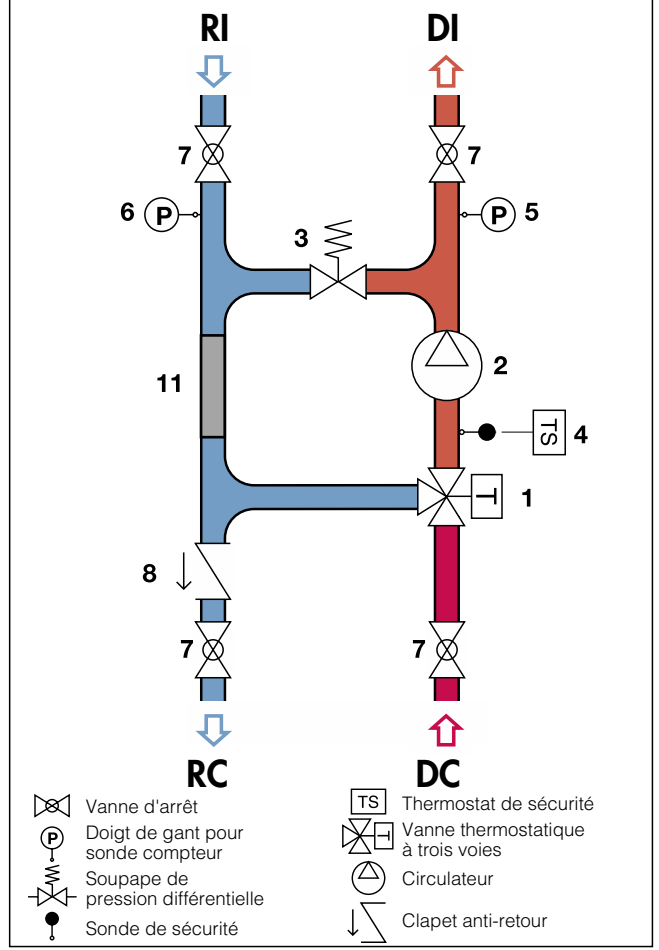 RI DI
7 7
6 P P 5
3
2
11
TS 4
T 1
8
7 7
RC DC
Vanne d'arrêt
P Doigt de gant pour
sonde compteur
Soupape de
pression différentielle
Sonde de sécurité
TS Thermostat de sécurité
T Vanne thermostatique
à trois voies
Circulateur
Clapet anti-retour